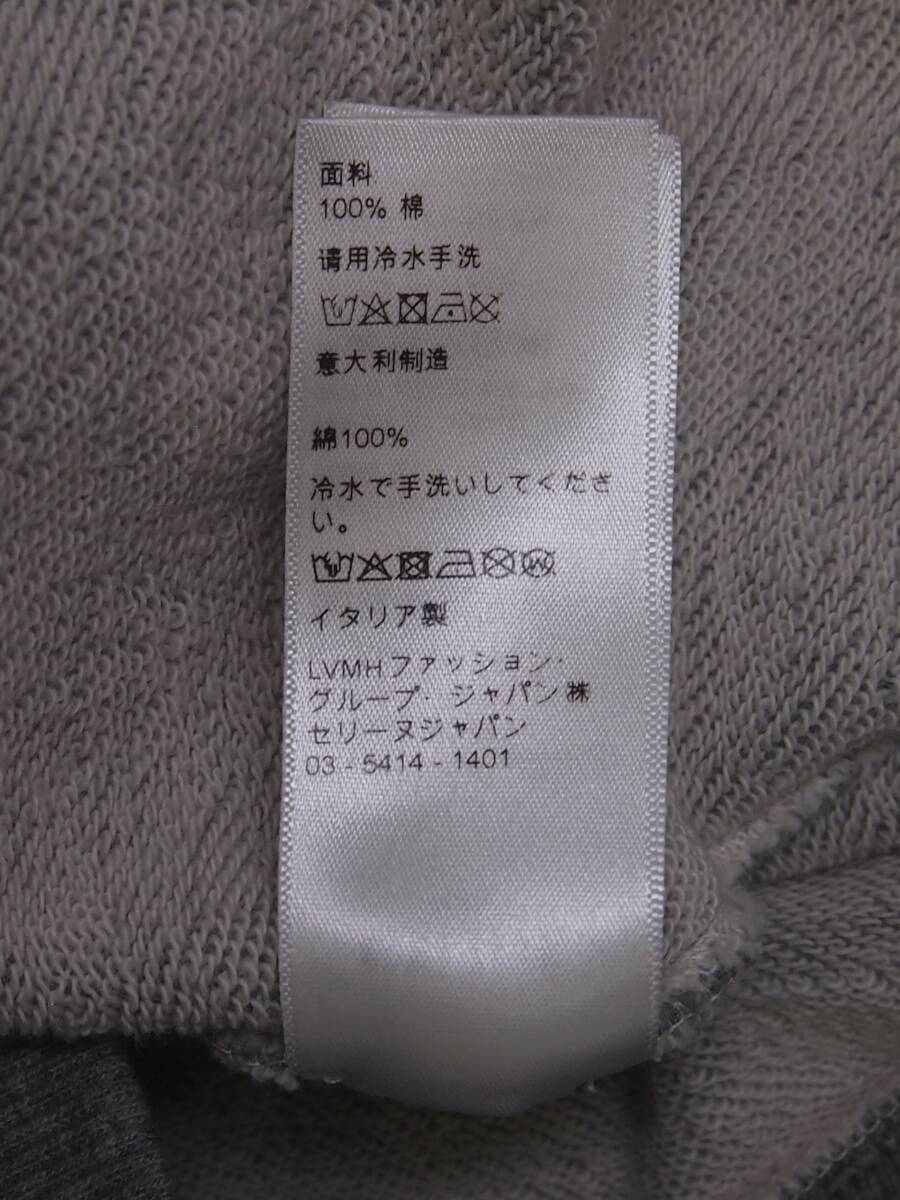 面料
100% 棉
请用冷水手洗
意大利制造
綿100%
冷水で手洗いしてくださ
い。
イタリア製
LVMHファッション・
グループ・ジャパン株
セリーヌジャパン
03 - 5414 - 1401